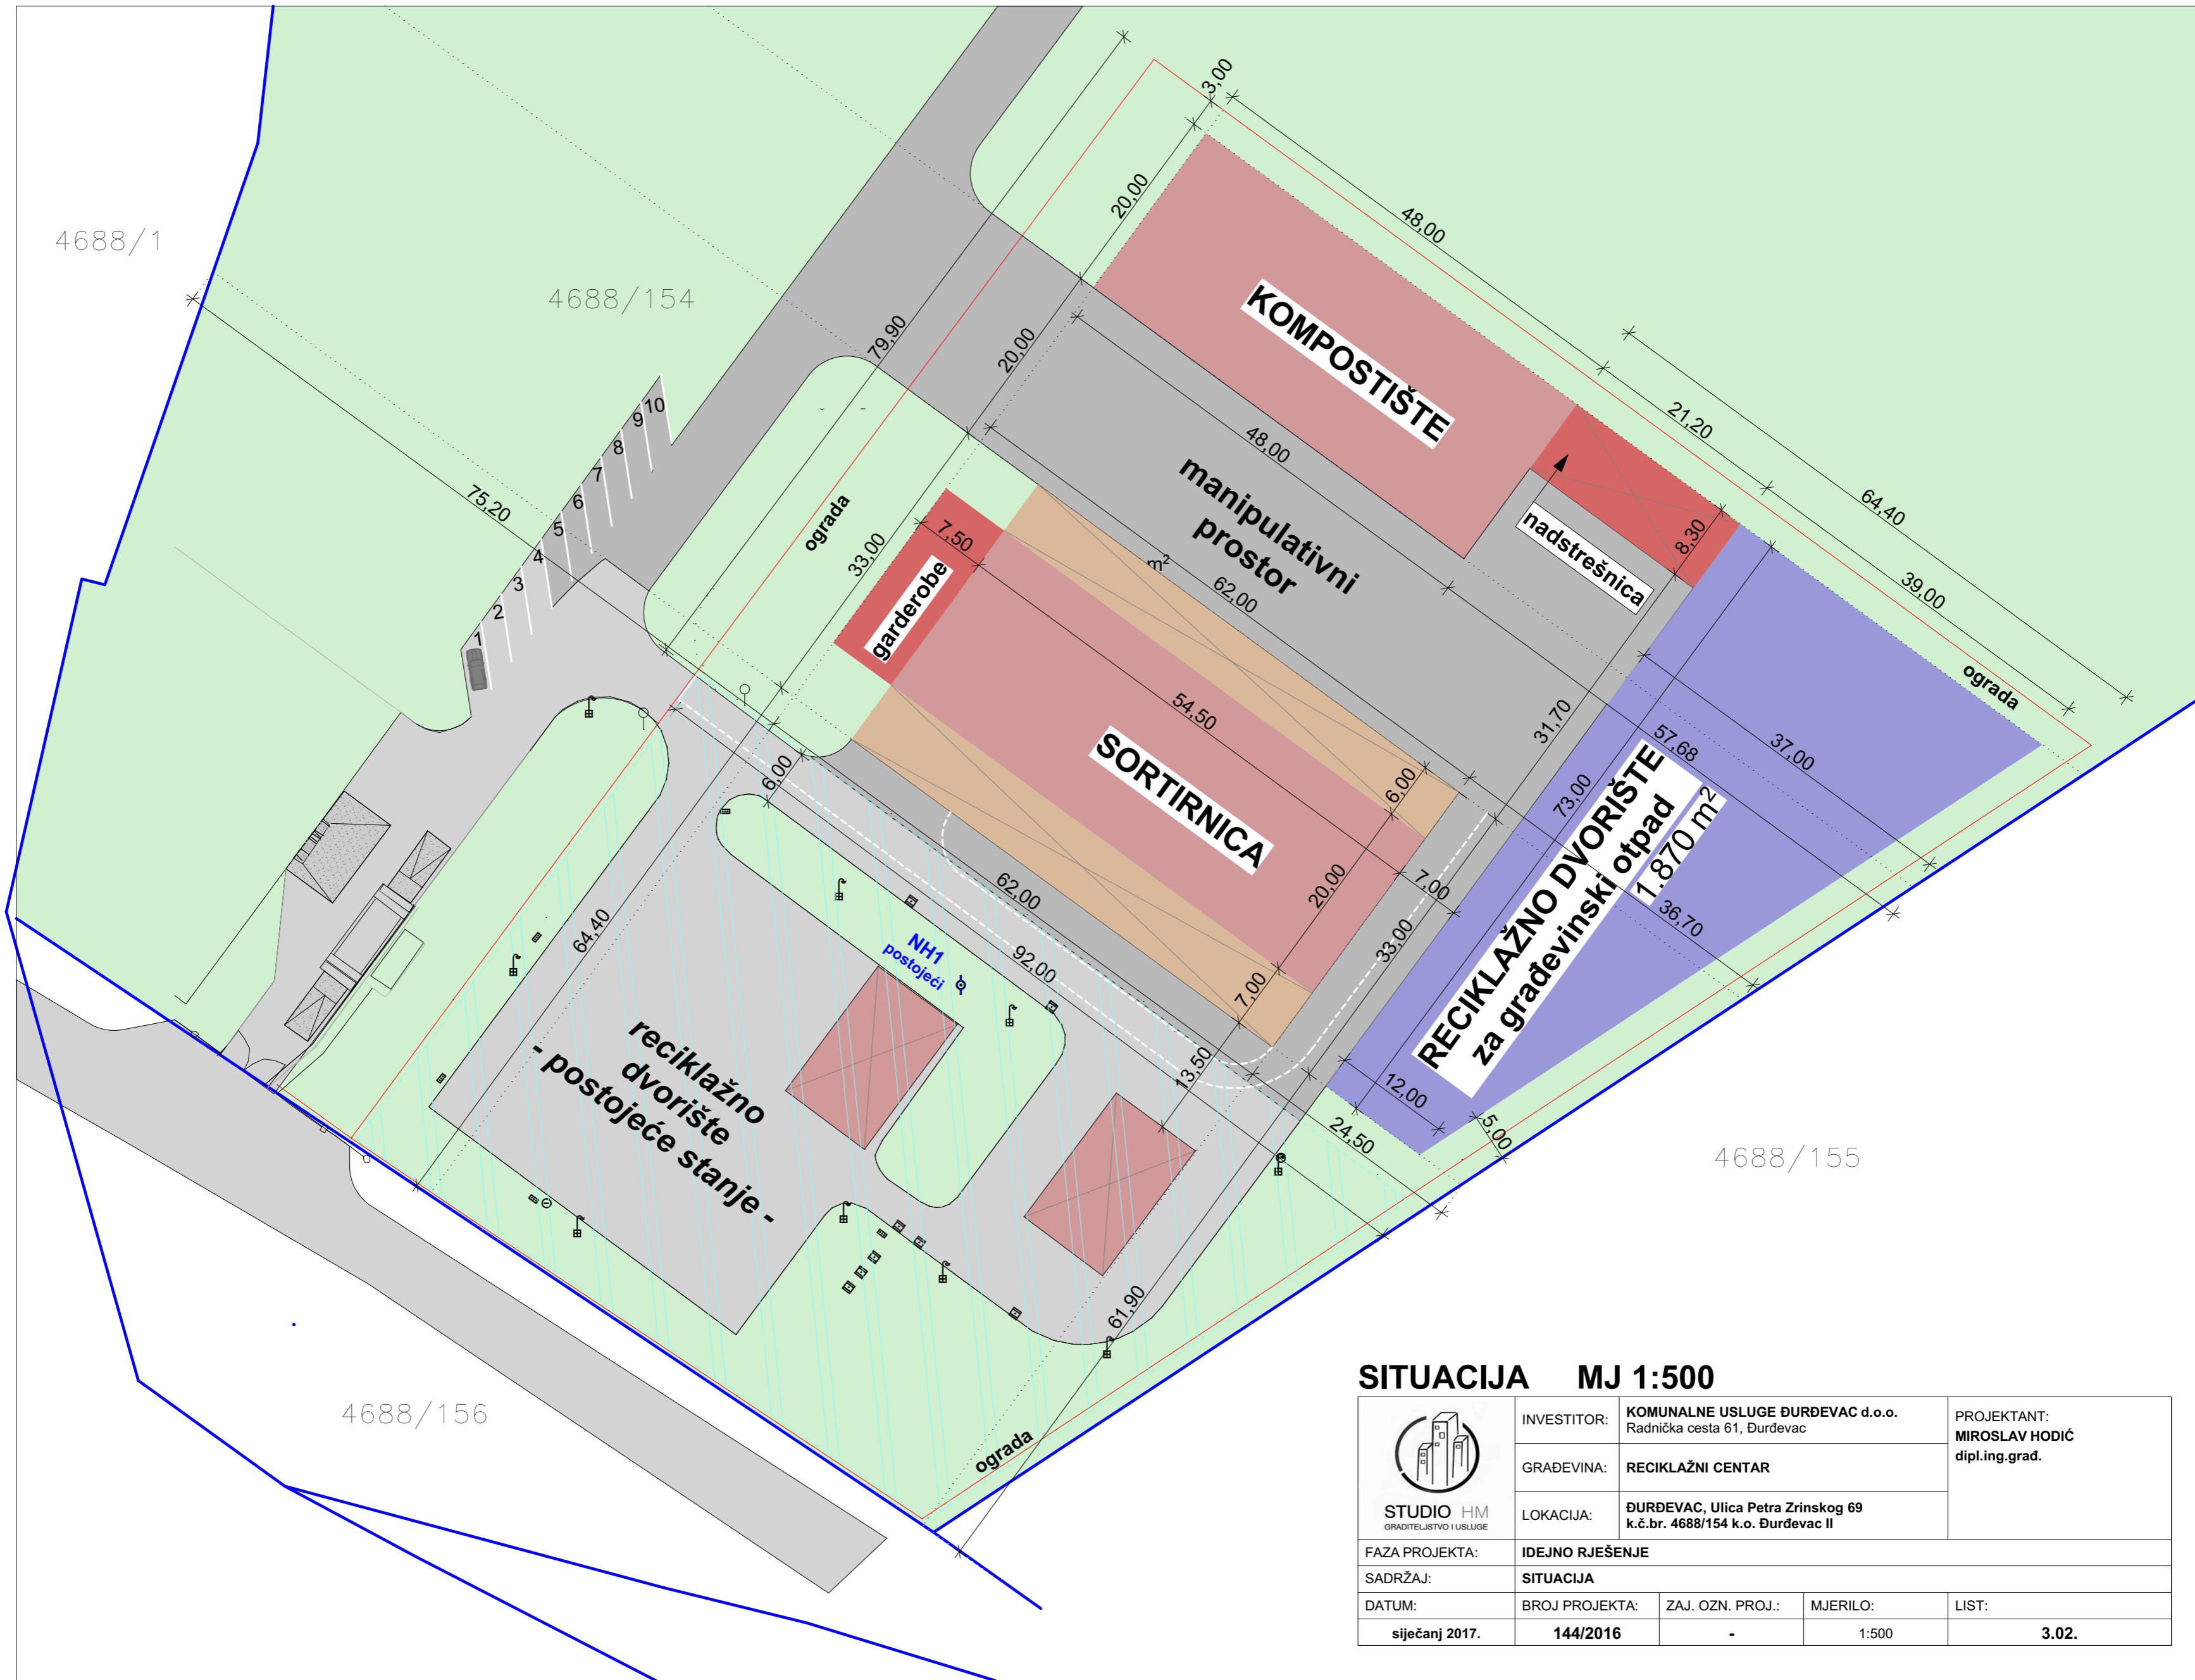 4688/1
4688/154
3,00
20,00
48,00
79,90
20,00
KOMPOSTIŠTE
21,20
64,40
48,00
manipulativni
prostor
m²
62,00
nadstrešnica
8,30
39,00
ograda
75,20
1
2
3
4
5
6
7
8
9
10
ograda
33,00
7,50
garderobe
54,50
SORTIRNICA
31,70
57,68
37,00
73,00
RECIKLAŽNO DVORIŠTE
za građevinski otpad
1.870 m²
36,70
6,00
6,00
20,00
7,00
33,00
62,00
92,00
64,40
NH1
postojeći
7,00
13,50
12,00
5,00
24,50
reciklažno
dvorište
- postojeće stanje -
61,90
ograda
4688/155
4688/156
SITUACIJA MJ 1:500
STUDIO HM
GRADITELJSTVO I USLUGE
INVESTITOR:
KOMUNALNE USLUGE ĐURĐEVAC d.o.o.
Radnička cesta 61, Đurđevac
PROJEKTANT:
MIROSLAV HODIĆ
dipl.ing.građ.
GRAĐEVINA:
RECIKLAŽNI CENTAR
LOKACIJA:
ĐURĐEVAC, Ulica Petra Zrinskog 69
k.č.br. 4688/154 k.o. Đurđevac II
FAZA PROJEKTA:
IDEJNO RJEŠENJE
SADRŽAJ:
SITUACIJA
DATUM:
BROJ PROJEKTA:
ZAJ. OZN. PROJ.:
MJERILO:
LIST:
siječanj 2017.
144/2016
-
1:500
3.02.